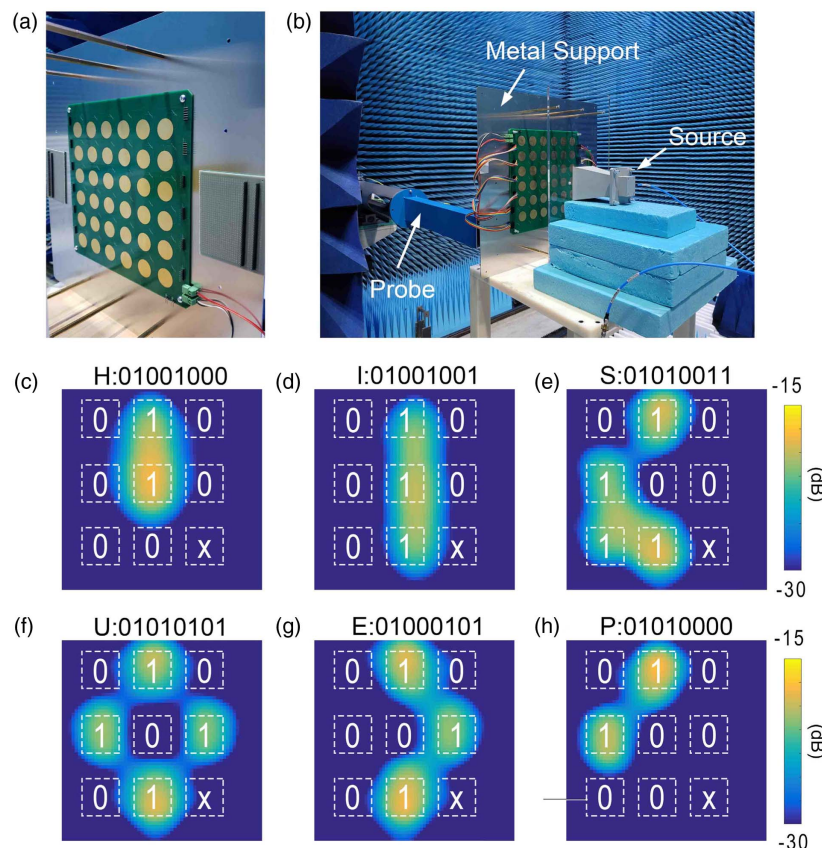 (a)
(b)
Metal Support
Source
Probe
(c)
H:01001000
0 1 0
0 1 0
0 0 x
(d)
I:01001001
0 1 0
0 1 0
0 1 x
(e)
S:01010011
0 1 0
1 0 0
1 1 x
-15
(dB)
-30
(f)
U:01010101
0 1 0
1 0 1
0 1 x
(g)
E:01000101
0 1 0
0 0 1
0 1 x
(h)
P:01010000
0 1 0
1 0 0
0 0 x
-15
(dB)
-30